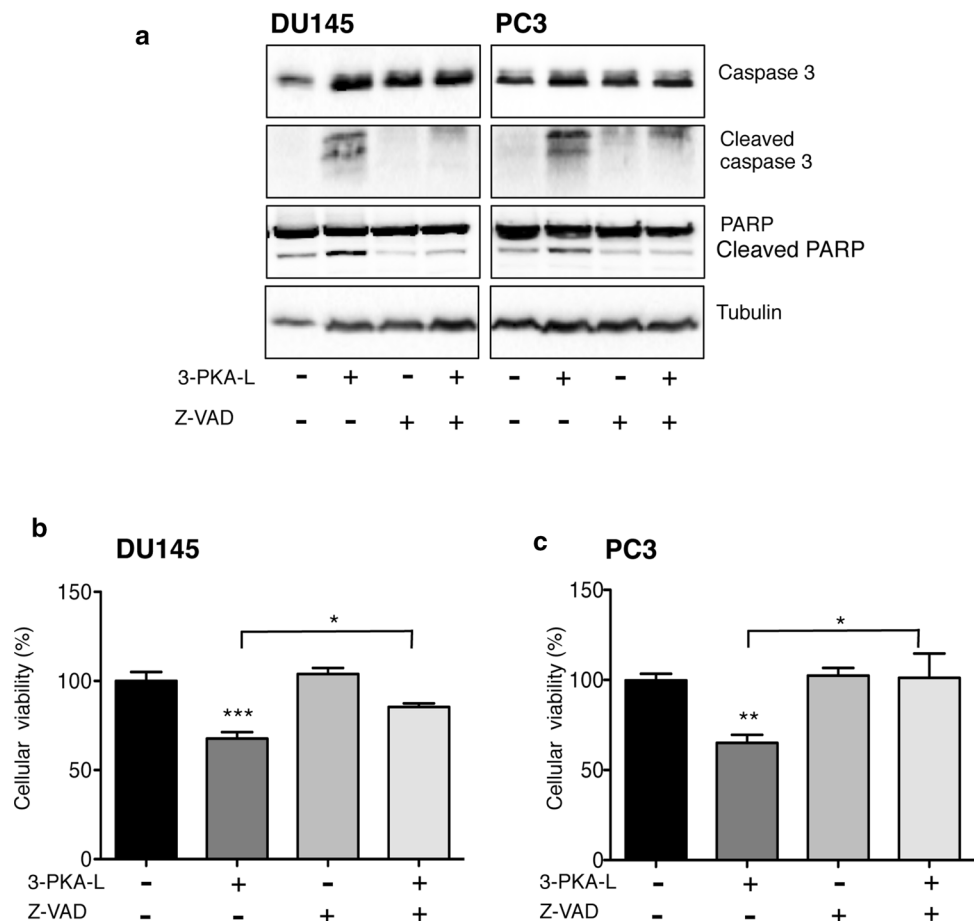 a
DU145 PC3
Caspase 3
Cleaved
caspase 3
PARP
Cleaved PARP
Tubulin
3-PKA-L - + - + - + - +
Z-VAD - - + + - - + +
b
DU145
Cellular viability (%)
150
100
50
0
***
*
3-PKA-L - + - +
Z-VAD - - + +
c
PC3
Cellular viability (%)
150
100
50
0
**
*
3-PKA-L - + - +
Z-VAD - - + +